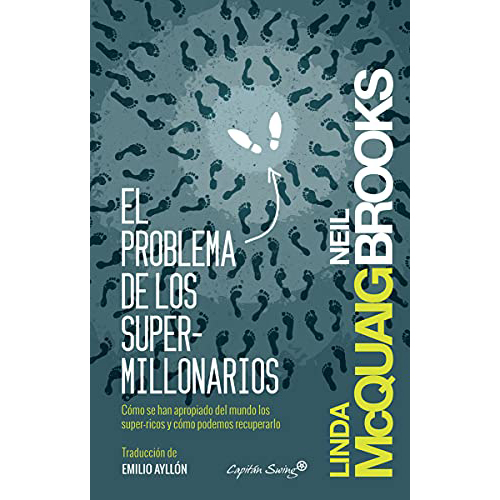 EL
PROBLEMA
DE LOS
SUPER-
MILLONARIOS
Cómo se han apropiado del mundo los
super-ricos y cómo podemos recuperarlo
Traducción de
EMILIO AYLLÓN
Capitán Swing
LINDA
McQUAIG
NEIL
BROOKS